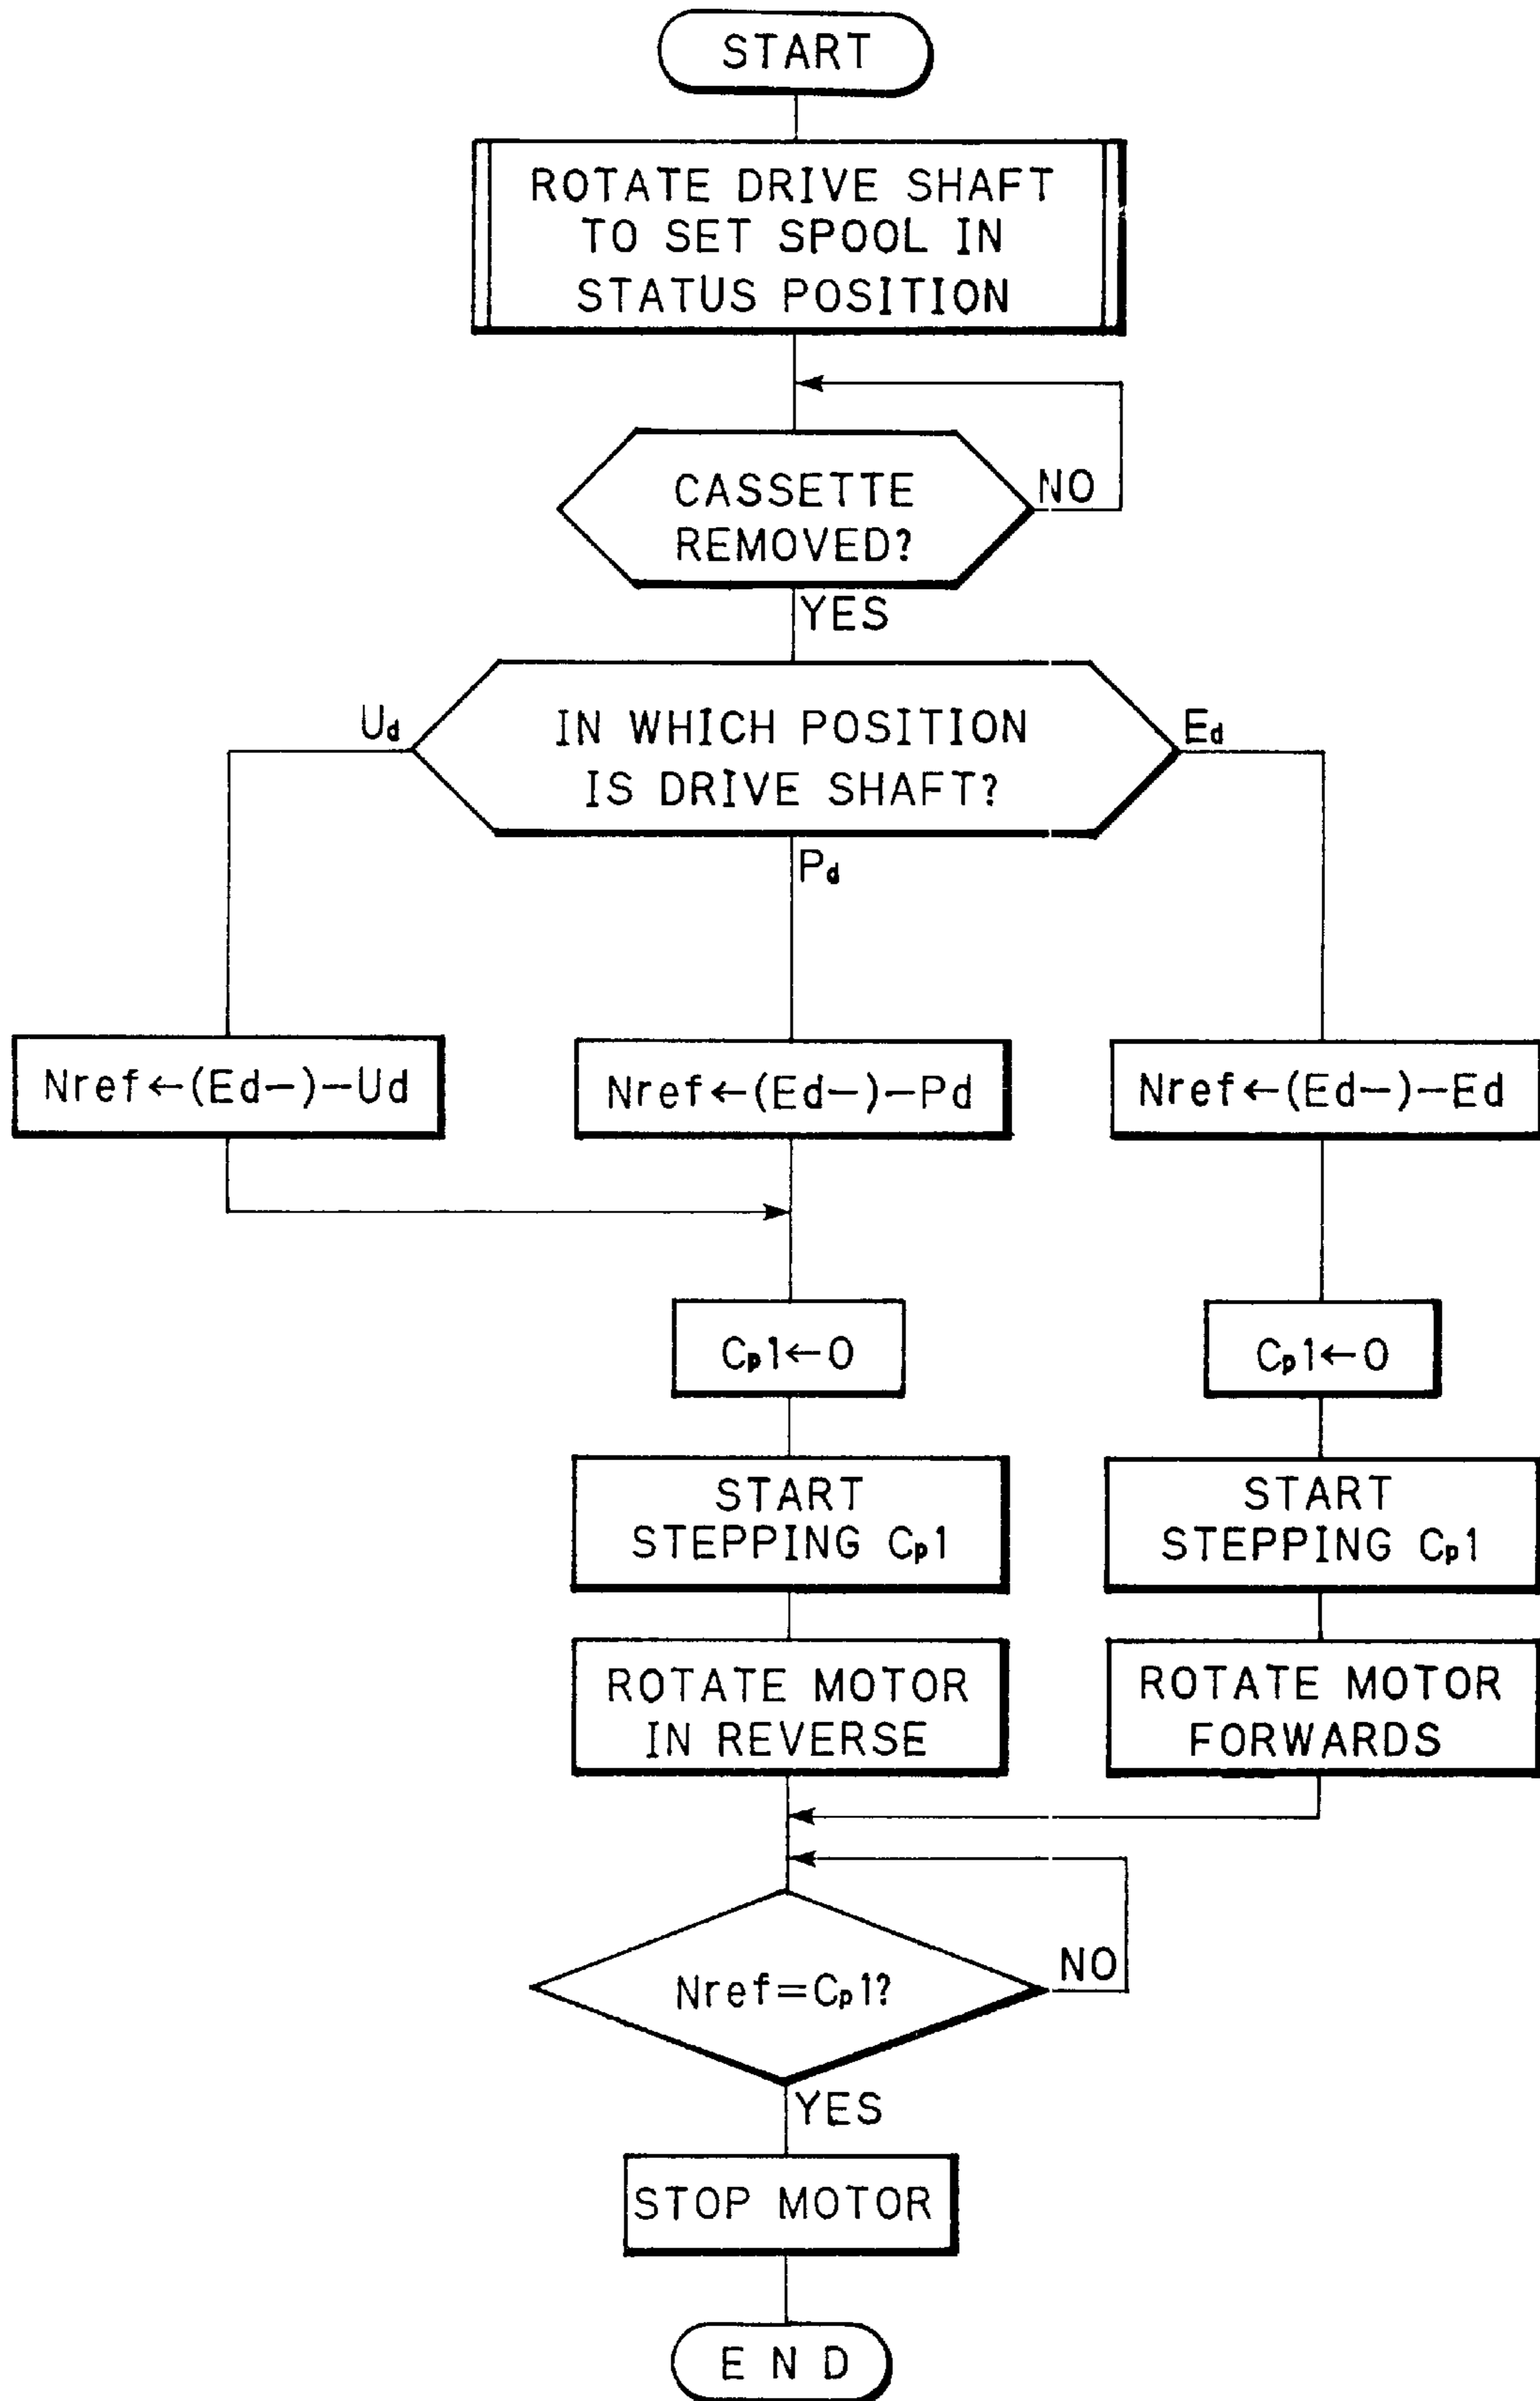 START
ROTATE DRIVE SHAFT
TO SET SPOOL IN
STATUS POSITION
CASSETTE
REMOVED?
NO
YES
IN WHICH POSITION
IS DRIVE SHAFT?
Ud
Ed
Pd
Nref←(Ed−)−Ud
Nref←(Ed−)−Pd
Nref←(Ed−)−Ed
Cp1←0
Cp1←0
START
STEPPING Cp1
START
STEPPING Cp1
ROTATE MOTOR
IN REVERSE
ROTATE MOTOR
FORWARDS
Nref=Cp1?
NO
YES
STOP MOTOR
END